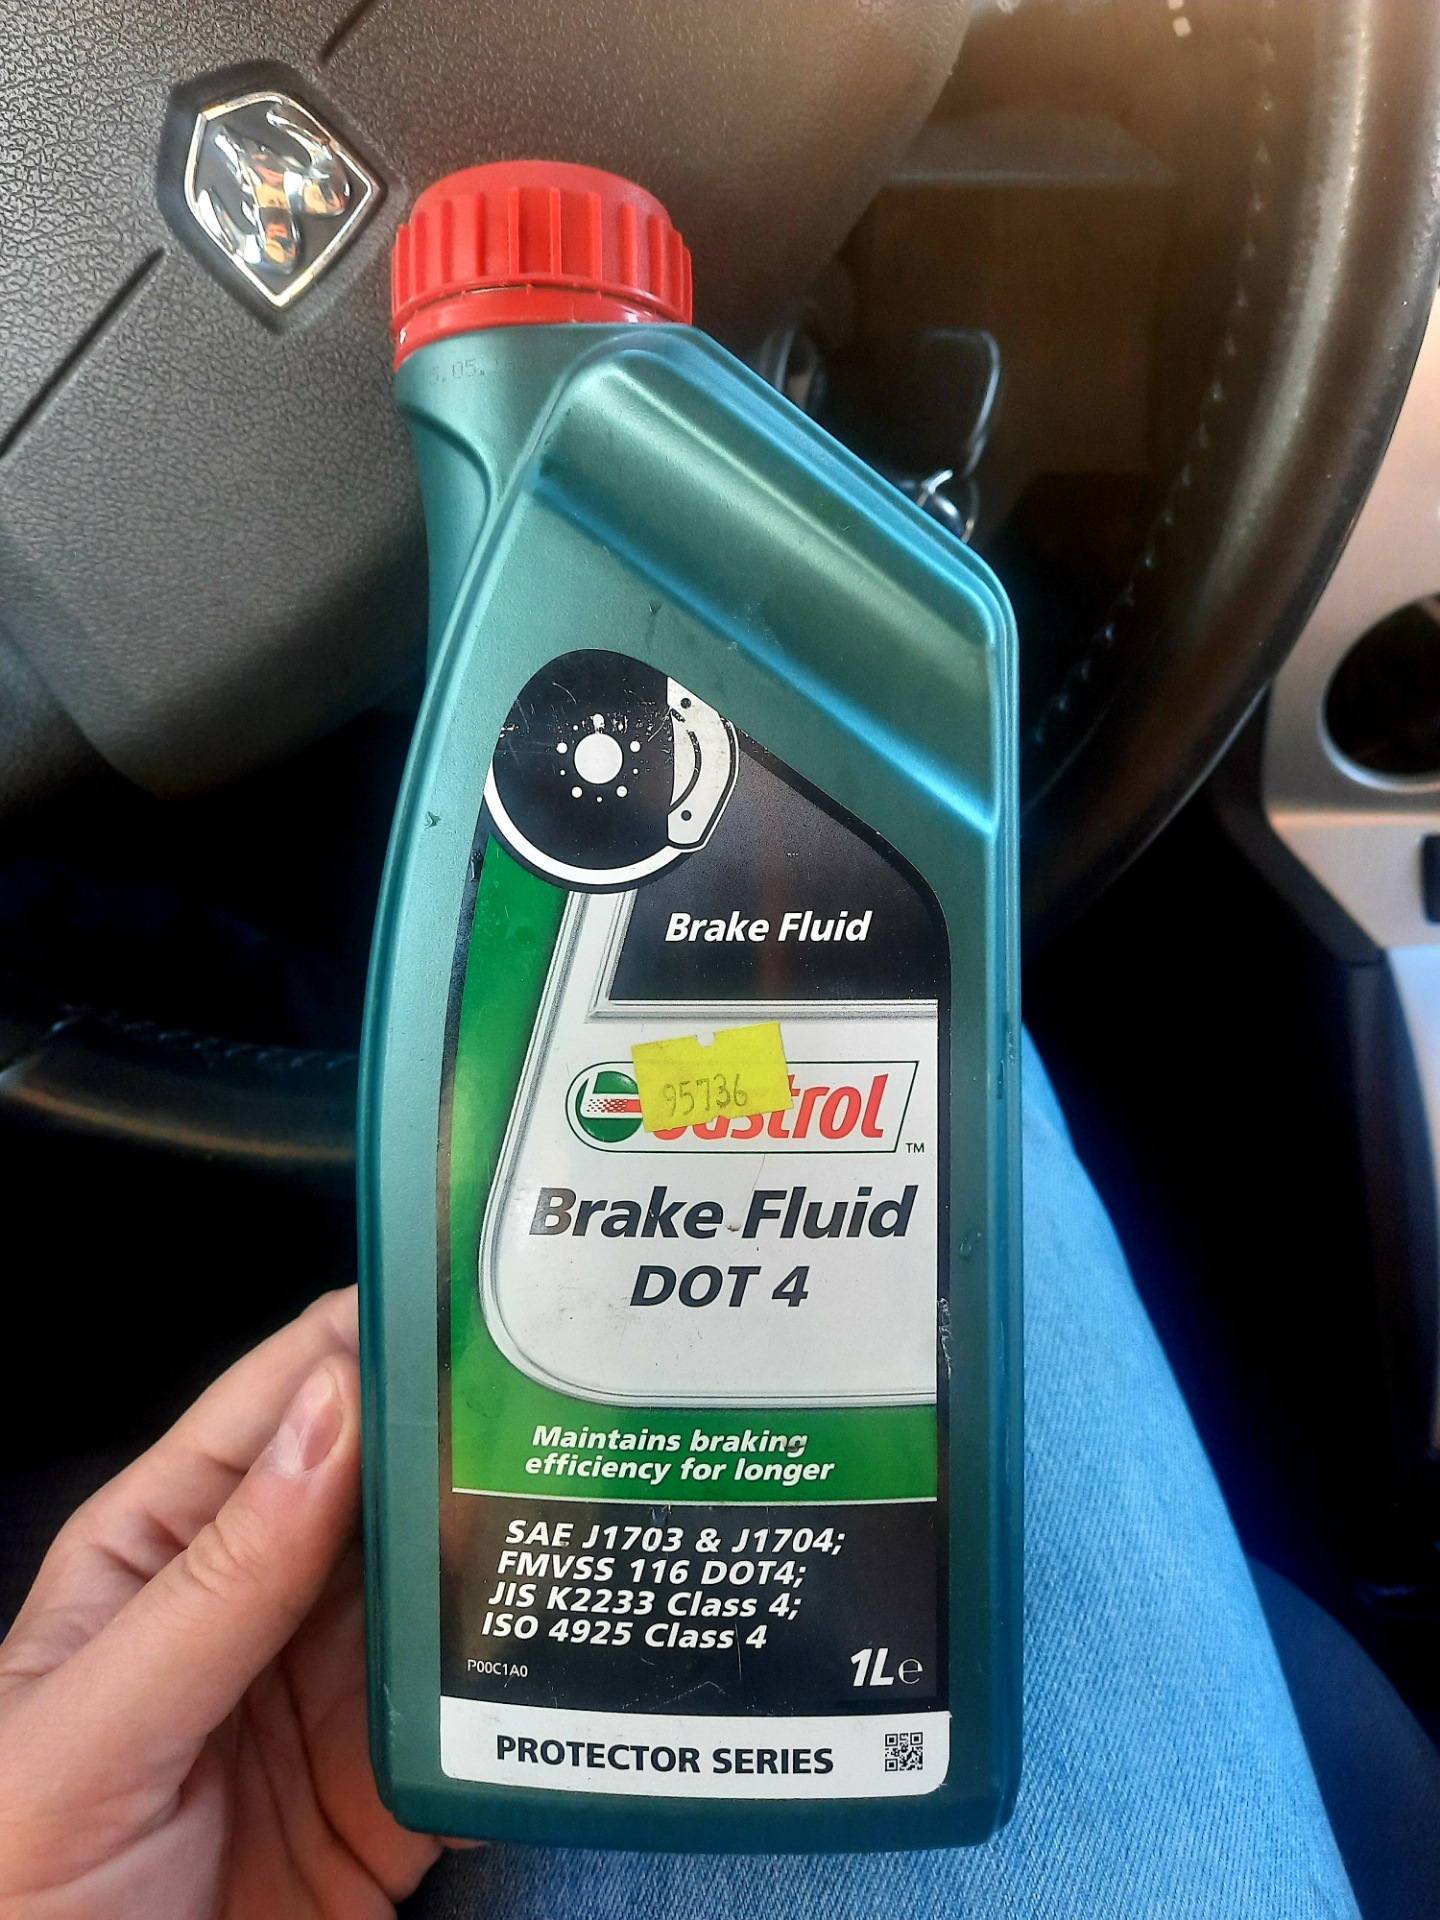 Brake Fluid
95736
Castrol
TM
Brake Fluid
DOT 4
Maintains braking
efficiency for longer
SAE J1703 & J1704;
FMVSS 116 DOT4;
JIS K2233 Class 4;
ISO 4925 Class 4
P00C1A0
1L e
PROTECTOR SERIES